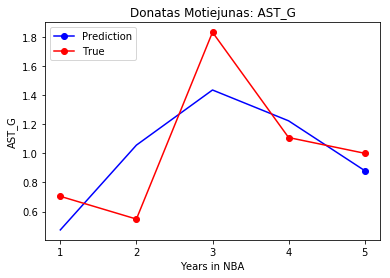 Donatas Motiejunas: AST_G
Prediction
True
AST_G
1.8
1.6
1.4
1.2
1.0
0.8
0.6
1 2 3 4 5
Years in NBA